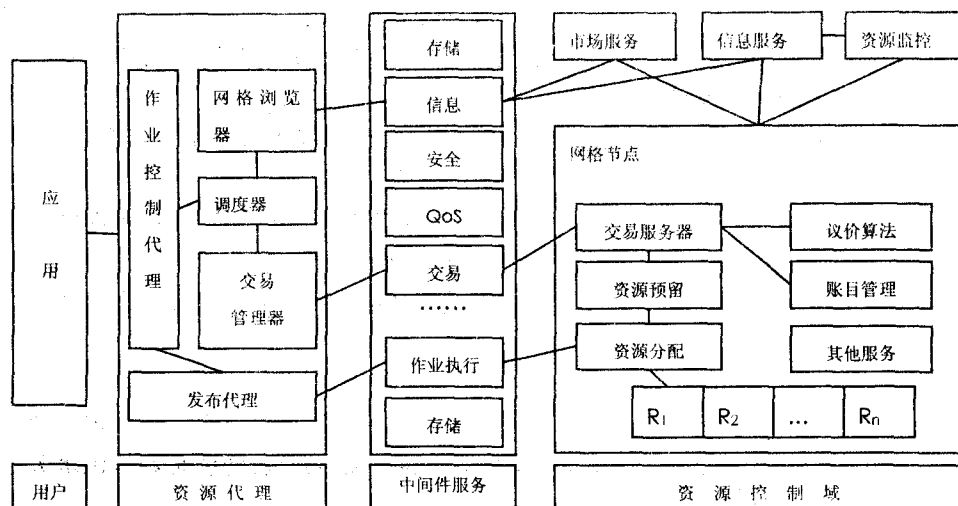 应用
作业控制代理
网格浏览
器
调度器
交易
管理器
发布代理
存储
信息
安全
QoS
交易
……
作业执行
存储
市场服务
信息服务
资源监控
网格节点
交易服务器
议价算法
资源预留
账目管理
资源分配
其他服务
R1
R2
...
Rn
用户
资源代理
中间件服务
资源控制域